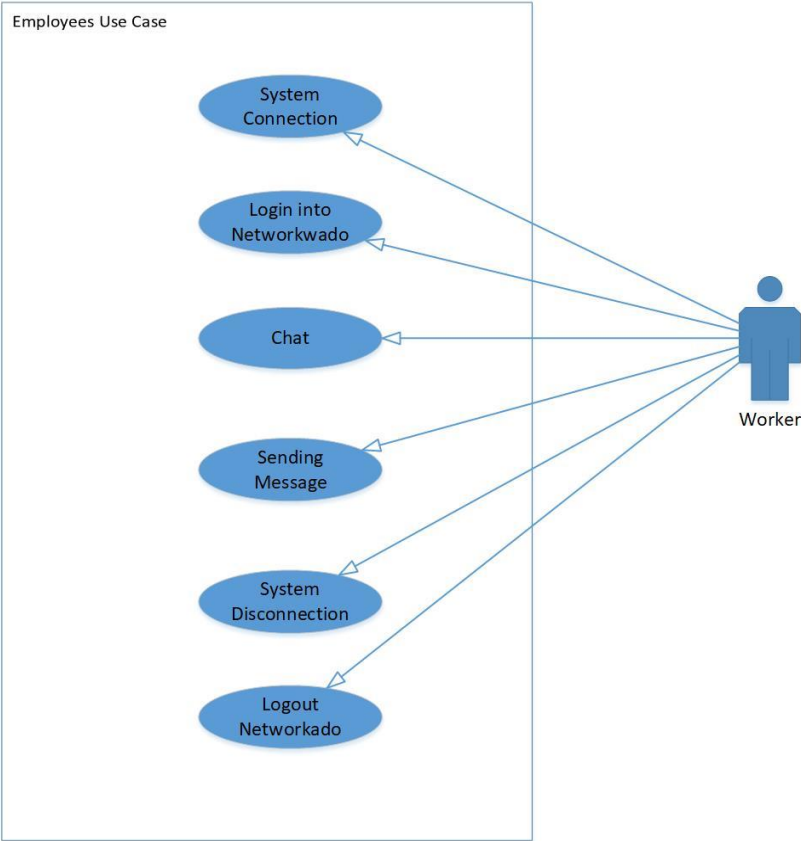 Employees Use Case
System
Connection
Login into
Networkwado
Chat
Sending
Message
System
Disconnection
Logout
Networkado
Worker